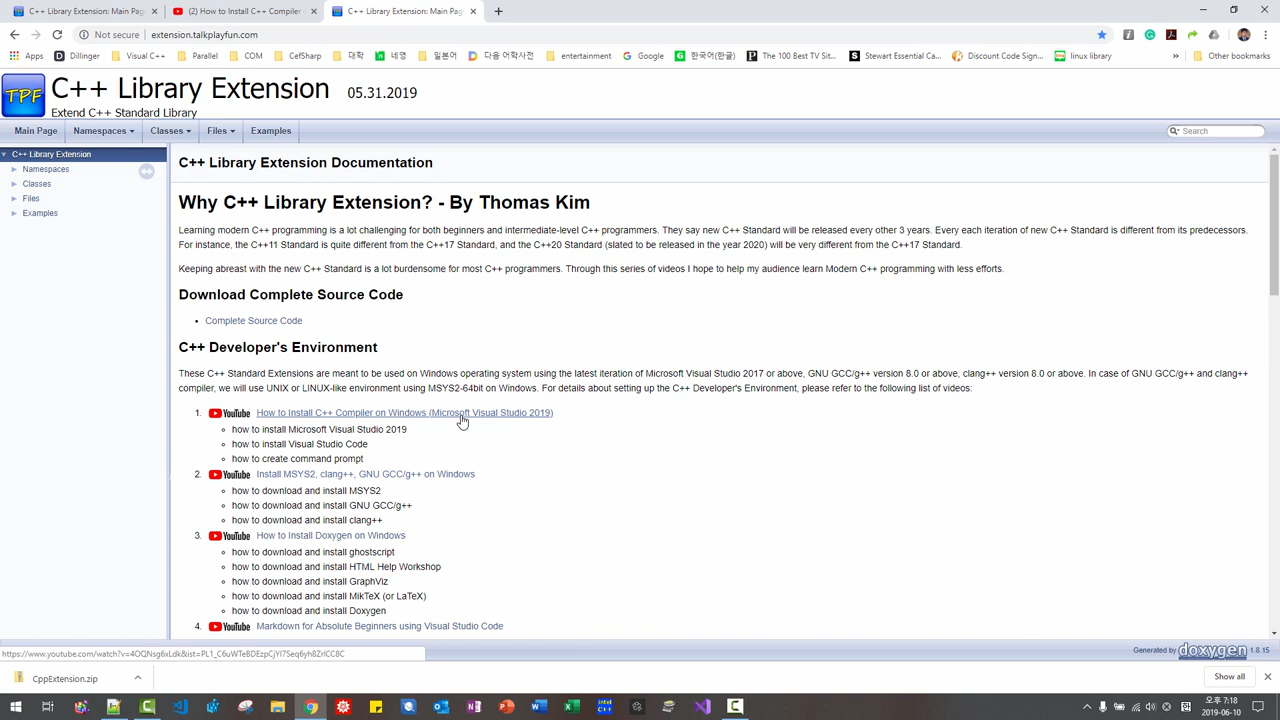 C++ Library Extension: Main Pag
(2) How to Install C++ Compiler
C++ Library Extension: Main Pag
Not secure
extension.talkplayfun.com
Apps
Dillinger
Visual C++
Parallel
COM
CefSharp
대학
네영
일본어
다음 어학사전
entertainment
Google
한국어(한글)
The 100 Best TV Sit...
Stewart Essential Ca...
Discount Code Sign...
linux library
»
Other bookmarks
TPF
C++ Library Extension 05.31.2019
Extend C++ Standard Library
Main Page
Namespaces
Classes
Files
Examples
Search
C++ Library Extension
Namespaces
Classes
Files
Examples
C++ Library Extension Documentation
Why C++ Library Extension? - By Thomas Kim
Learning modern C++ programming is a lot challenging for both beginners and intermediate-level C++ programmers. They say new C++ Standard will be released every other 3 years. Every each iteration of new C++ Standard is different from its predecessors.
For instance, the C++11 Standard is quite different from the C++17 Standard, and the C++20 Standard (slated to be released in the year 2020) will be very different from the C++17 Standard.
Keeping abreast with the new C++ Standard is a lot burdensome for most C++ programmers. Through this series of videos I hope to help my audience learn Modern C++ programming with less efforts.
Download Complete Source Code
• Complete Source Code
C++ Developer's Environment
These C++ Standard Extensions are meant to be used on Windows operating system using the latest iteration of Microsoft Visual Studio 2017 or above, GNU GCC/g++ version 8.0 or above, clang++ version 8.0 or above. In case of GNU GCC/g++ and clang++
compiler, we will use UNIX or LINUX-like environment using MSYS2-64bit on Windows. For details about setting up the C++ Developer's Environment, please refer to the following list of videos:
1. YouTube How to Install C++ Compiler on Windows (Microsoft Visual Studio 2019)
how to install Microsoft Visual Studio 2019
how to install Visual Studio Code
how to create command prompt
2. YouTube Install MSYS2, clang++, GNU GCC/g++ on Windows
how to download and install MSYS2
how to download and install GNU GCC/g++
how to download and install clang++
3. YouTube How to Install Doxygen on Windows
how to download and install ghostscript
how to download and install HTML Help Workshop
how to download and install GraphViz
how to download and install MikTeX (or LaTeX)
how to download and install Doxygen
4. YouTube Markdown for Absolute Beginners using Visual Studio Code
Generated by doxygen 1.8.15
CppExtension.zip
Show all
오후 7:18
2019-06-10